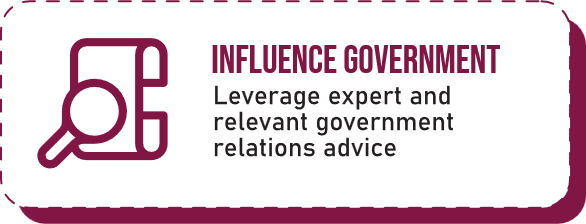 INFLUENCE GOVERNMENT
Leverage expert and
relevant government
relations advice